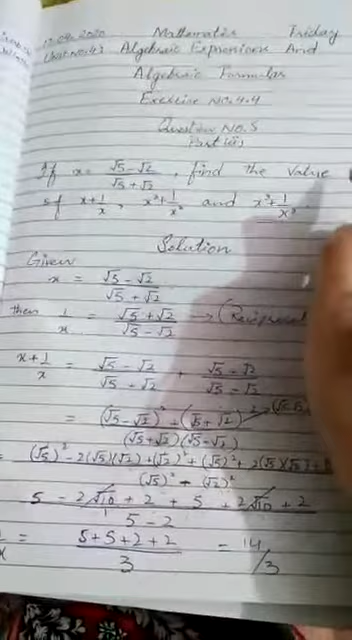 Mathematics Friday
Unit No.4 Algebraic Expressions And
Algebraic Formulas
Exercise No.4.4
Question No.5
Part (ii)
If x = √5-√2 / √5+√2 , find the value
of x+1/x , x²+1/x² and x³+1/x³
Solution
Given
x = √5-√2 / √5+√2
then 1/x = √5+√2 / √5-√2 → (Reciprocal
x+1/x = √5-√2 / √5-√2 + √5-√2 / √5-√2
= (√5-√2)² + (√5+√2)² / (√5+√2)(√5-√2)
= (√5)²-2(√5)(√2)+(√2)²+(√5)²+2(√5)(√2)+ / (√5)² - (√2)²
5 - 2√10 + 2 + 5 + 2√10 + 2 / 5-2
= 5+5+2+2 / 3 = 14/3